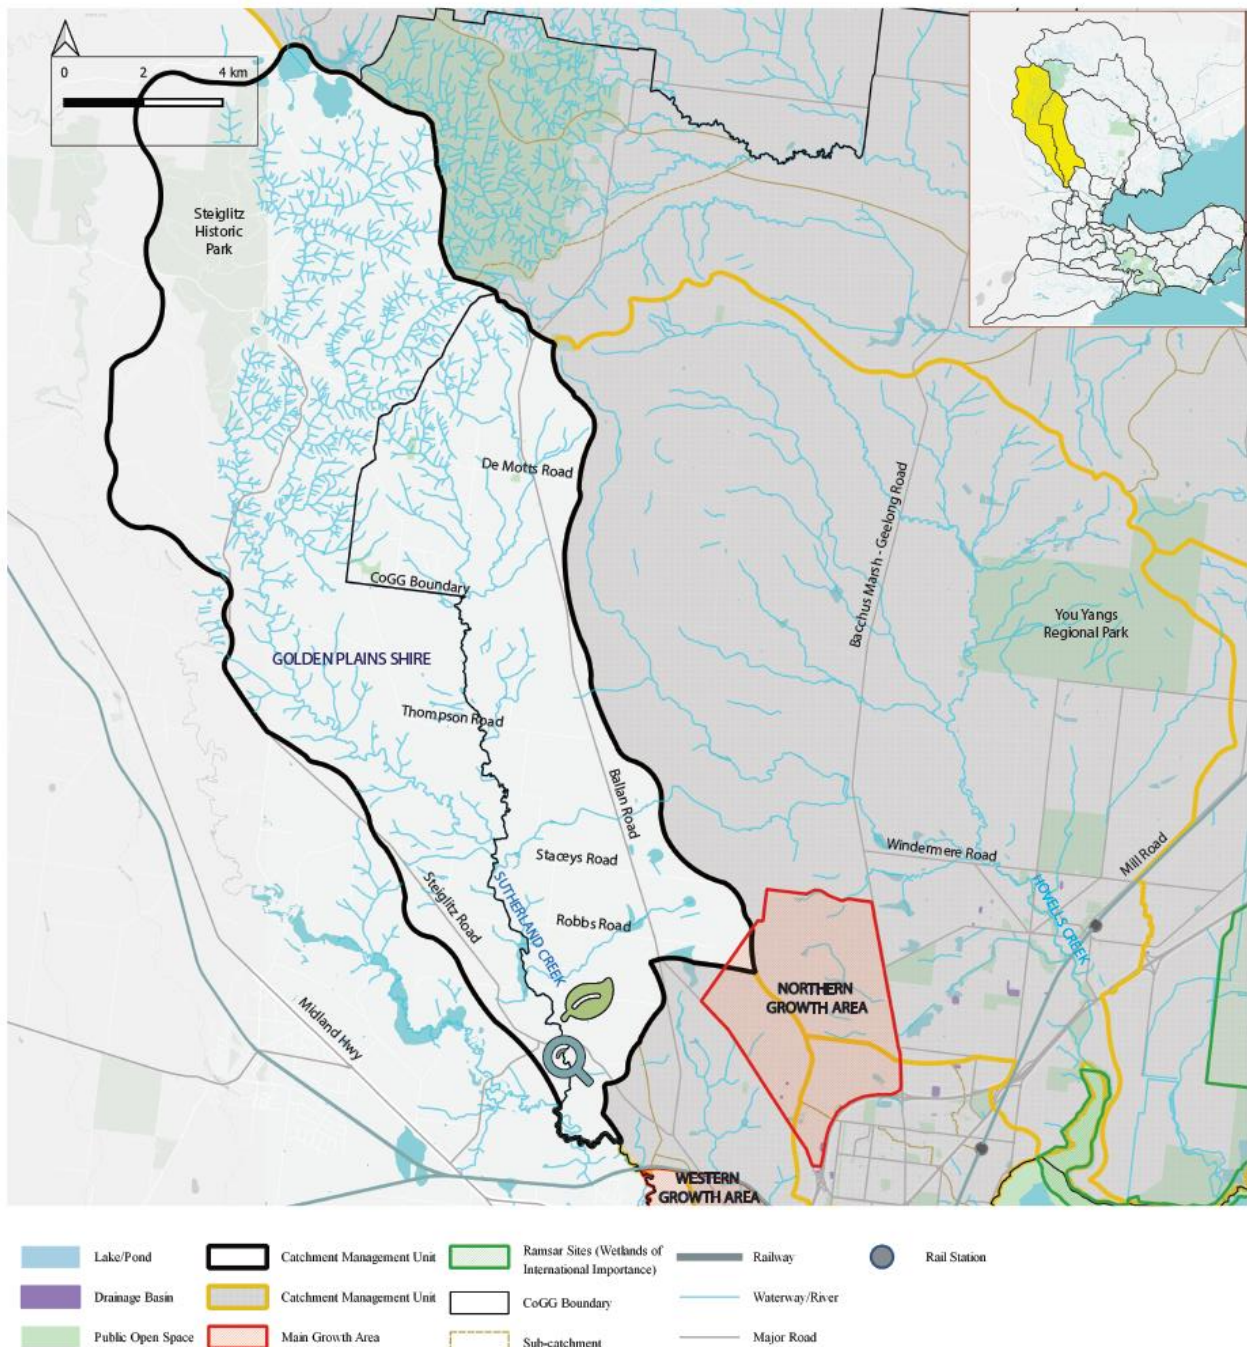 0 2 4 km
Steiglitz
Historic
Park
De Motts Road
CoGG Boundary
GOLDEN PLAINS SHIRE
Thompson Road
Bacchus Marsh - Geelong Road
You Yangs
Regional Park
Ballan Road
Staceys Road
Windermere Road
Mill Road
Steiglitz Road
SUTHERLAND CREEK
Robbs Road
HOVELLS CREEK
NORTHERN
GROWTH AREA
Midland Hwy
WESTERN
GROWTH AREA
Lake/Pond
Drainage Basin
Public Open Space
Catchment Management Unit
Catchment Management Unit
Main Growth Area
Ramsar Sites (Wetlands of
International Importance)
CoGG Boundary
Sub-catchment
Railway
Waterway/River
Major Road
Rail Station